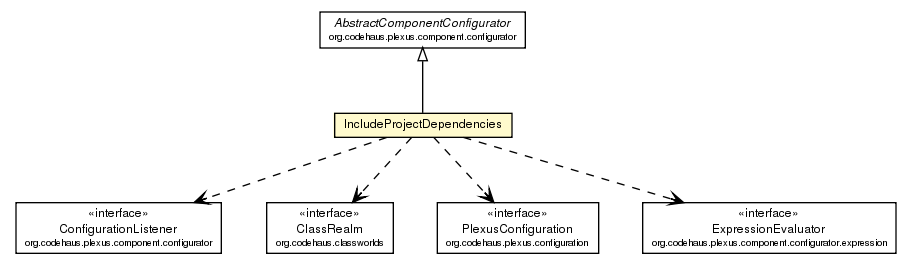 AbstractComponentConfigurator
org.codehaus.plexus.component.configurator
IncludeProjectDependencies
«interface»
ConfigurationListener
org.codehaus.plexus.component.configurator
«interface»
ClassRealm
org.codehaus.classworlds
«interface»
PlexusConfiguration
org.codehaus.plexus.configuration
«interface»
ExpressionEvaluator
org.codehaus.plexus.component.configurator.expression